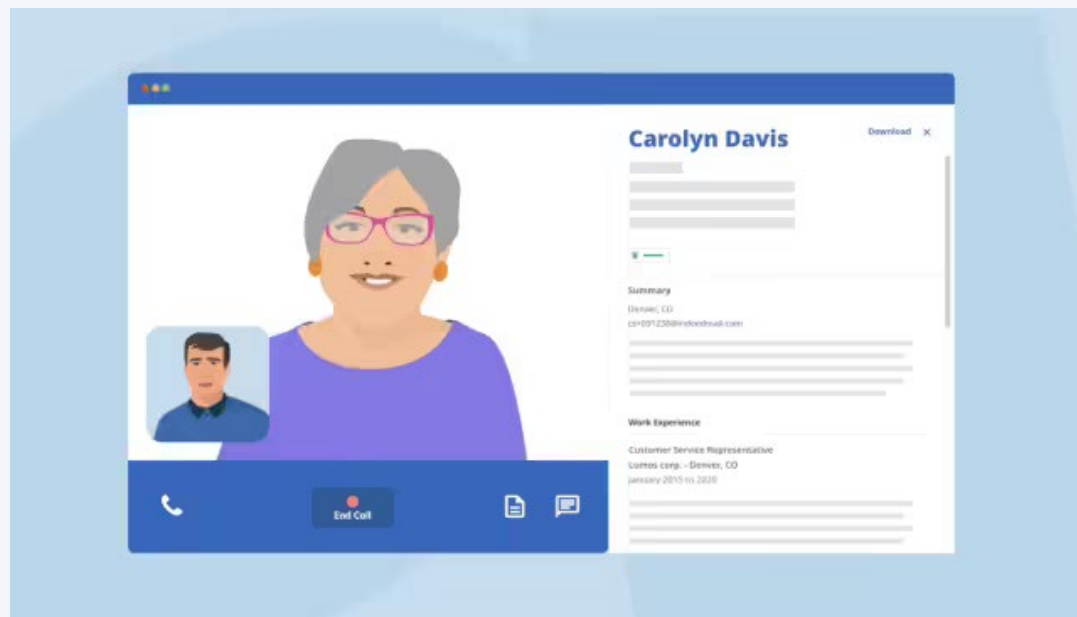 Carolyn Davis
Download
Summary
Denver, CO
Work Experience
Customer Service Representative
Lumos corp. - Denver, CO
january 2015 to 2020
End Call